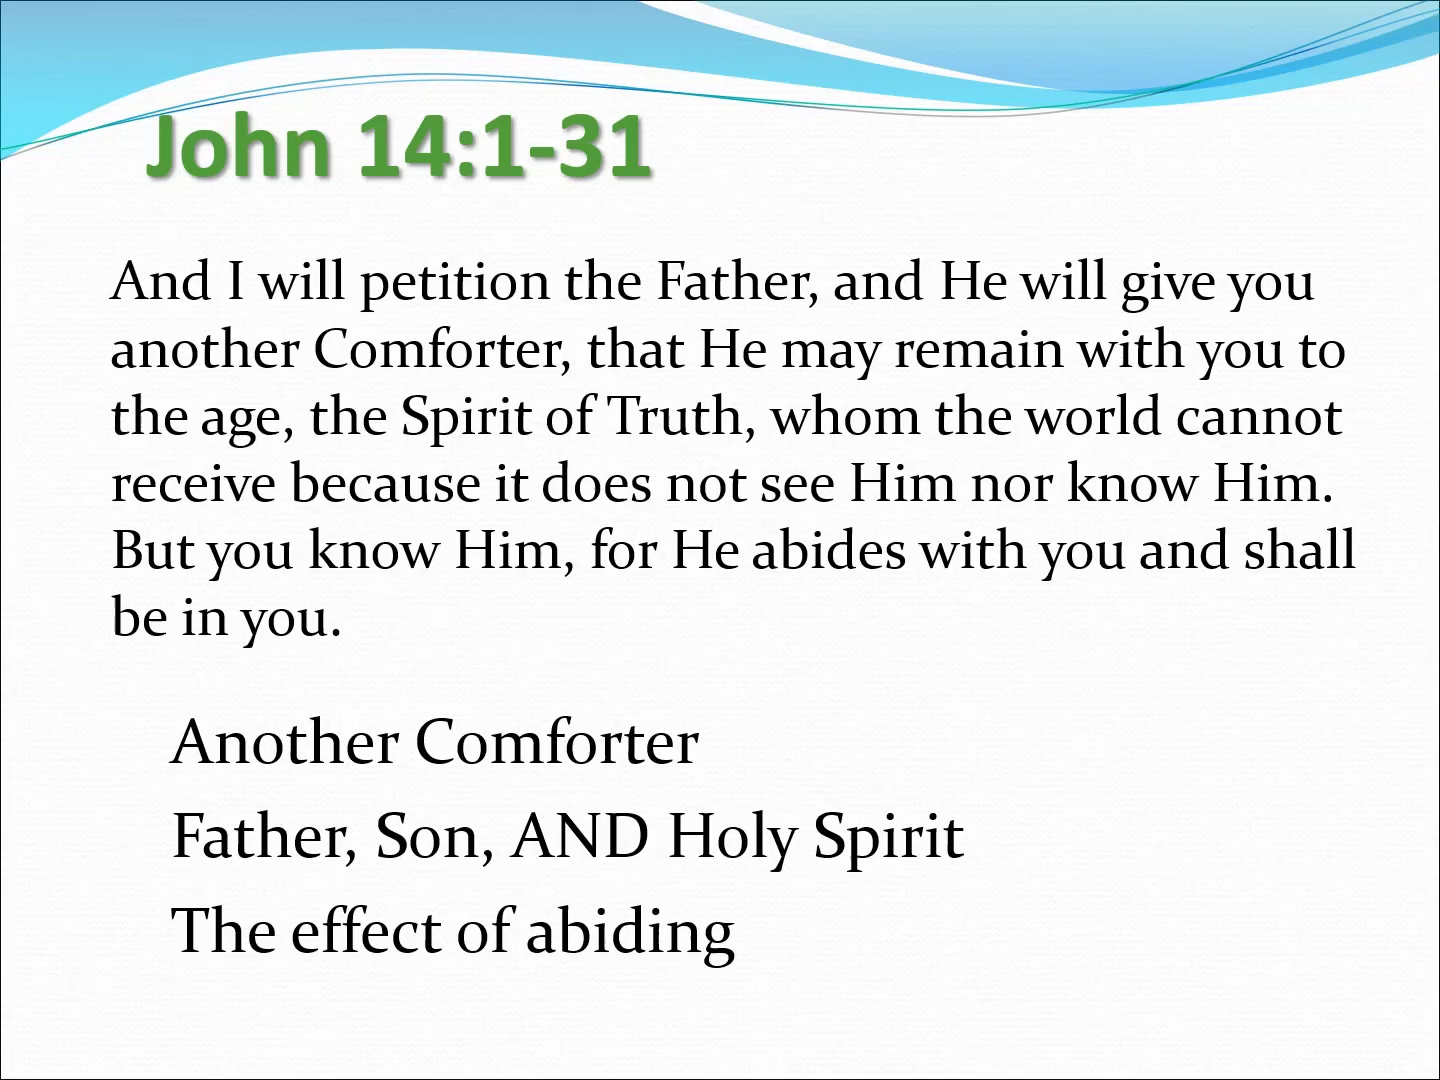 John 14:1-31
And I will petition the Father, and He will give you
another Comforter, that He may remain with you to
the age, the Spirit of Truth, whom the world cannot
receive because it does not see Him nor know Him.
But you know Him, for He abides with you and shall
be in you.
Another Comforter
Father, Son, AND Holy Spirit
The effect of abiding